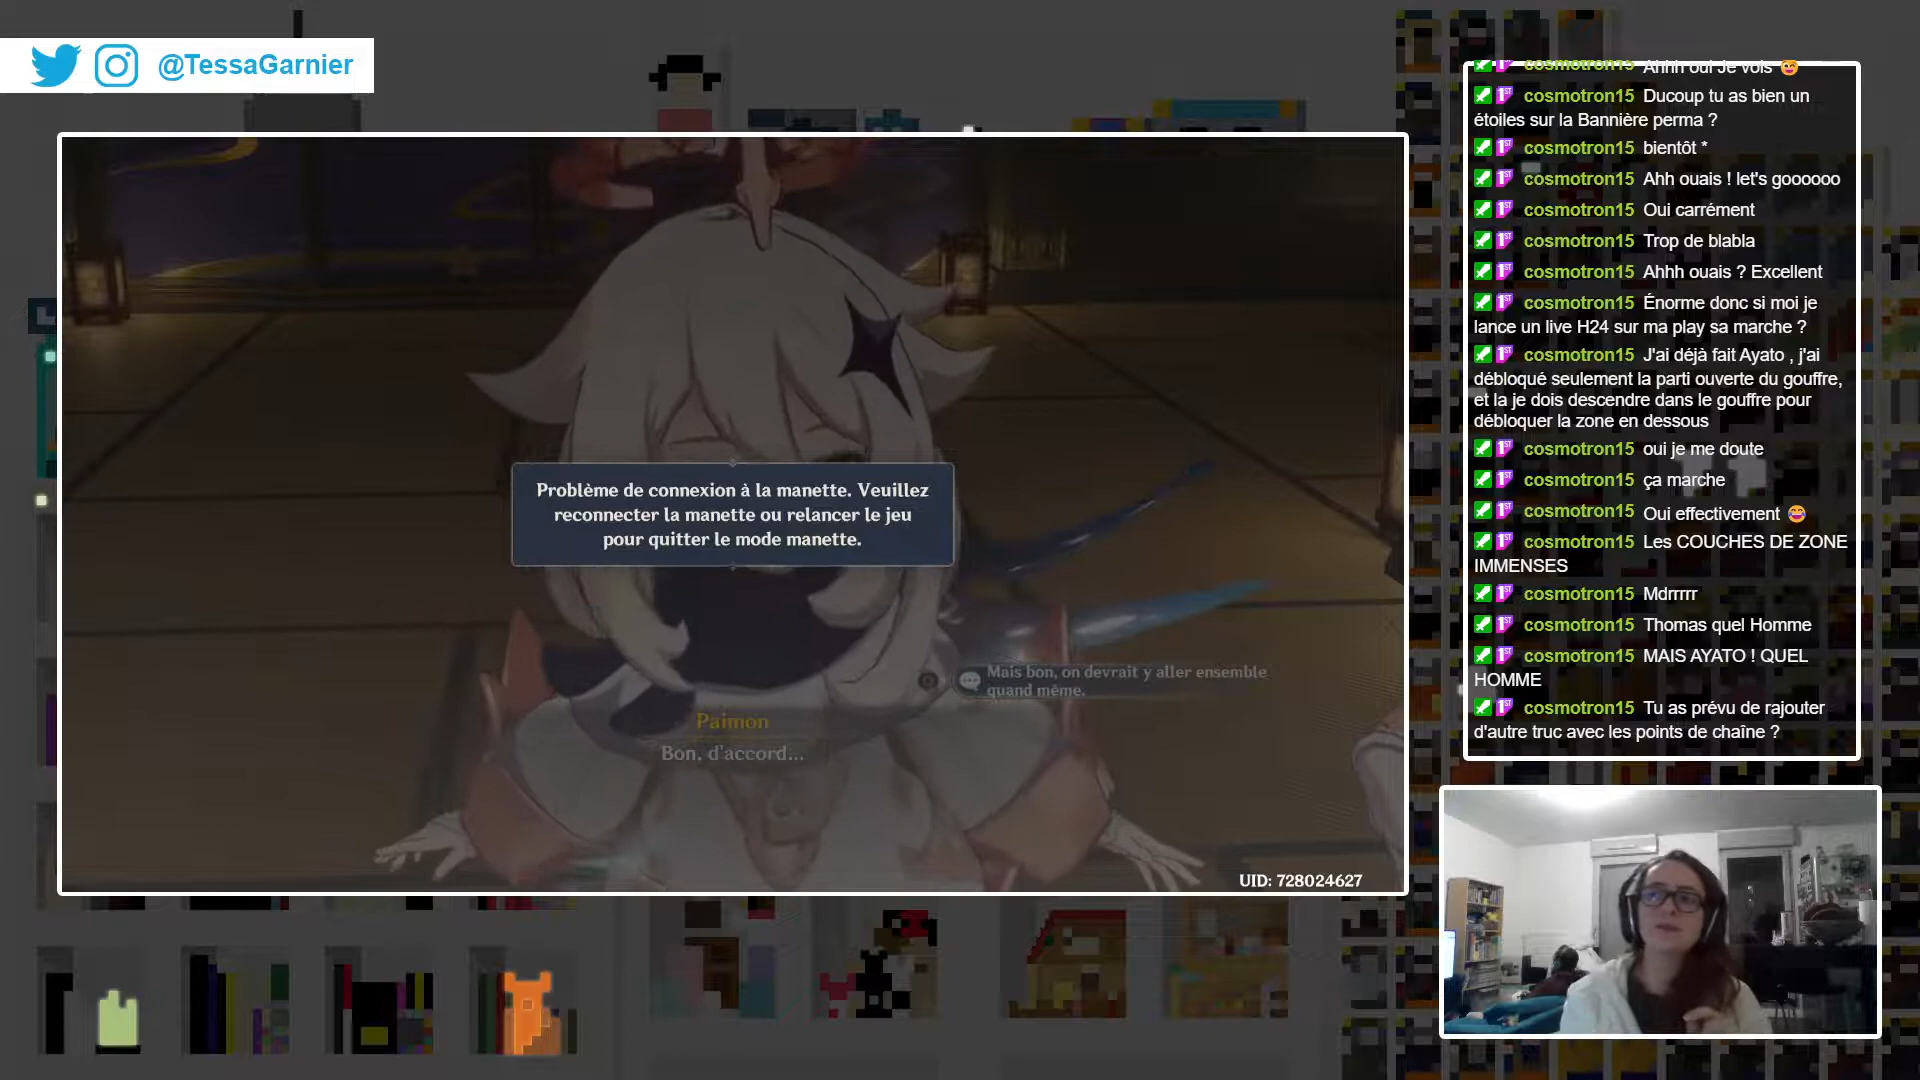 @TessaGarnier
cosmotron15 Ahhh oui Je vois
cosmotron15 Ducoup tu as bien un
étoiles sur la Bannière perma ?
cosmotron15 bientôt *
cosmotron15 Ahh ouais ! let's goooooo
cosmotron15 Oui carrément
cosmotron15 Trop de blabla
cosmotron15 Ahhh ouais ? Excellent
cosmotron15 Énorme donc si moi je
lance un live H24 sur ma play sa marche ?
cosmotron15 J'ai déjà fait Ayato , j'ai
débloqué seulement la parti ouverte du gouffre,
et la je dois descendre dans le gouffre pour
débloquer la zone en dessous
cosmotron15 oui je me doute
cosmotron15 ça marche
cosmotron15 Oui effectivement
cosmotron15 Les COUCHES DE ZONE
IMMENSES
cosmotron15 Mdrrrrr
cosmotron15 Thomas quel Homme
cosmotron15 MAIS AYATO ! QUEL
HOMME
cosmotron15 Tu as prévu de rajouter
d'autre truc avec les points de chaîne ?
Problème de connexion à la manette. Veuillez
reconnecter la manette ou relancer le jeu
pour quitter le mode manette.
Mais bon, on devrait y aller ensemble
quand même.
Paimon
Bon, d'accord...
UID: 728024627